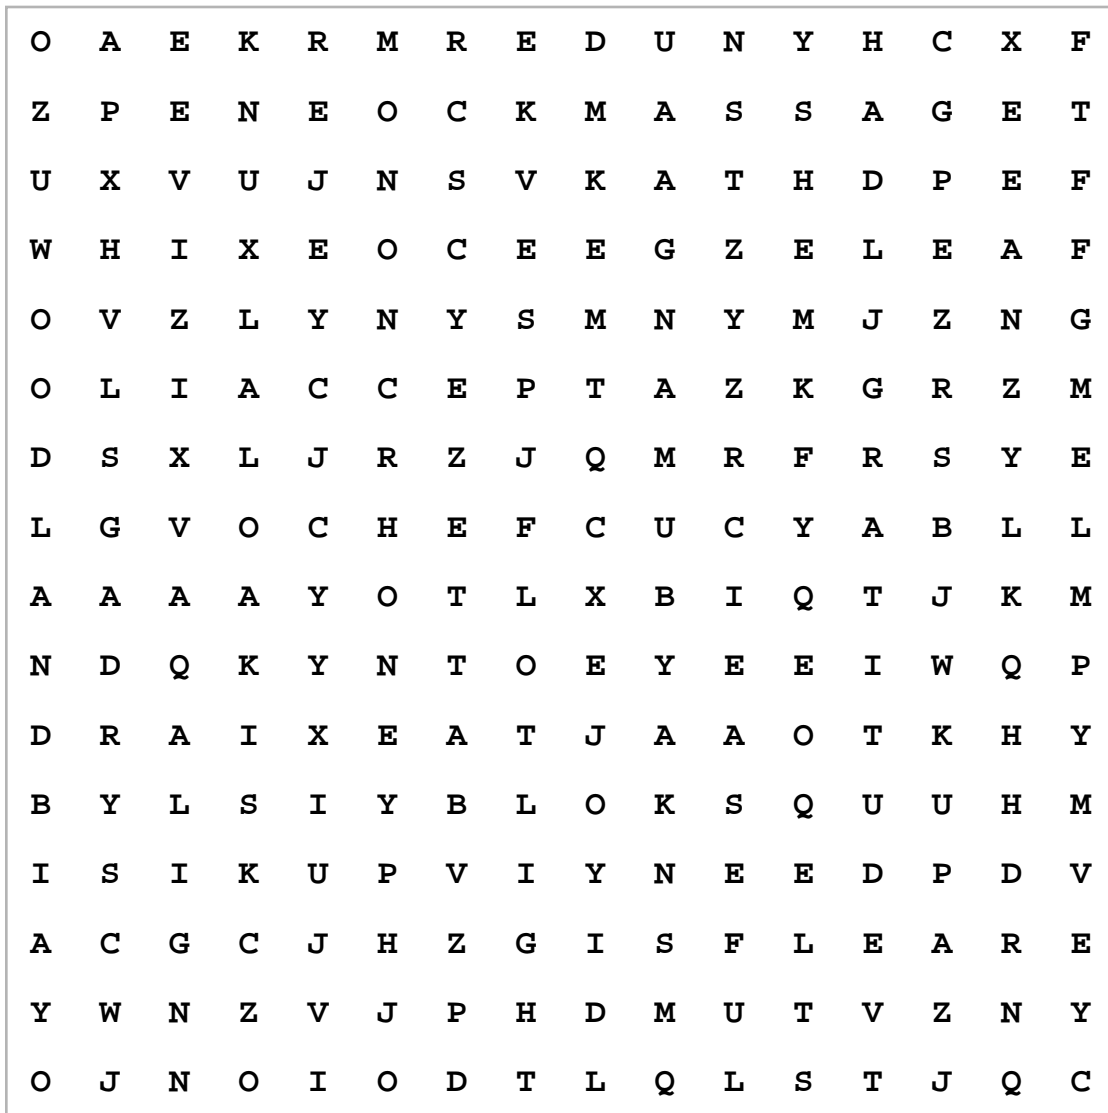 O A E K R M R E D U N Y H C X F
Z P E N E O C K M A S S A G E T
U X V U J N S V K A T H D P E F
W H I X E O C E E G Z E L E A F
O V Z L Y N Y S M N Y M J Z N G
O L I A C C E P T A Z K G R Z M
D S X L J R Z J Q M R F R S Y E
L G V O C H E F C U C Y A B L L
A A A A Y O T L X B I Q T J K M
N D Q K Y N T O E Y E E I W Q P
D R A I X E A T J A A O T K H Y
B Y L S I Y B L O K S Q U U H M
I S I K U P V I Y N E E D P D V
A C G C J H Z G I S F L E A R E
Y W N Z V J P H D M U T V Z N Y
O J N O I O D T L Q L S T J Q C